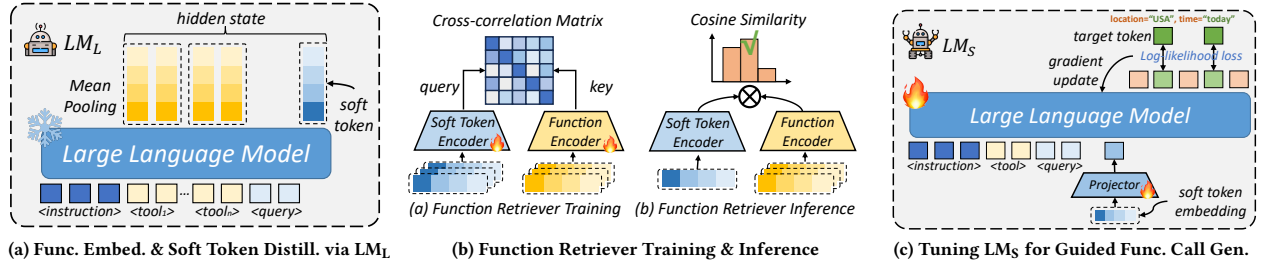 hidden state
LM_L
Mean
Pooling
soft
token
Large Language Model
<instruction> <tool₁> ... <toolₙ> <query>
(a) Func. Embed. & Soft Token Distill. via LM_L
Cross-correlation Matrix
query
key
Soft Token
Encoder
Function
Encoder
(a) Function Retriever Training
Cosine Similarity
Soft Token
Encoder
Function
Encoder
(b) Function Retriever Inference
(b) Function Retriever Training & Inference
location="USA", time="today"
target token
LM_S
Log-likelihood loss
gradient
update
Large Language Model
<instruction> <tool> <query>
Projector
soft token
embedding
(c) Tuning LM_S for Guided Func. Call Gen.